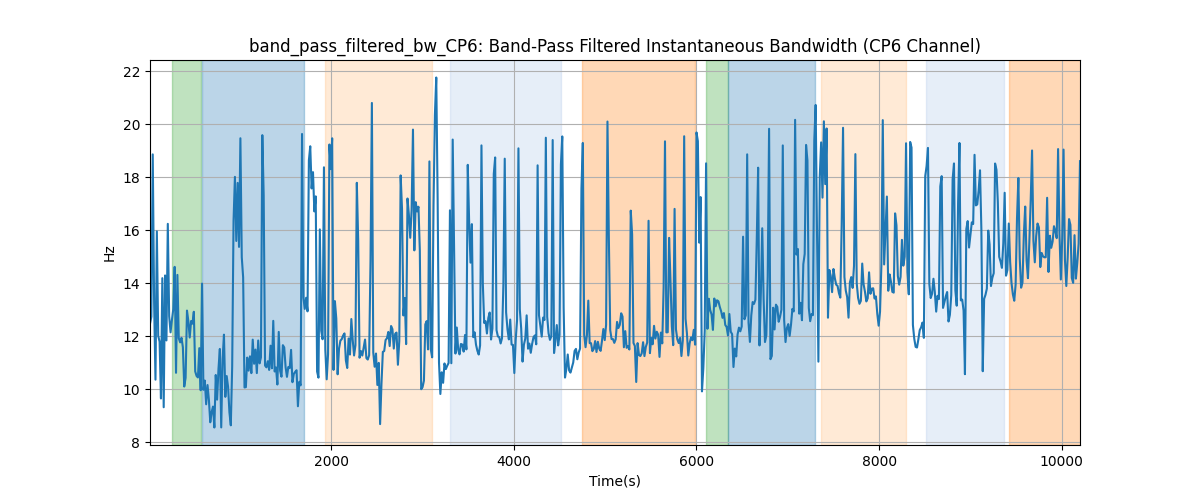 band_pass_filtered_bw_CP6: Band-Pass Filtered Instantaneous Bandwidth (CP6 Channel)
22
20
18
16
14
12
10
8
Hz
2000 4000 6000 8000 10000
Time(s)